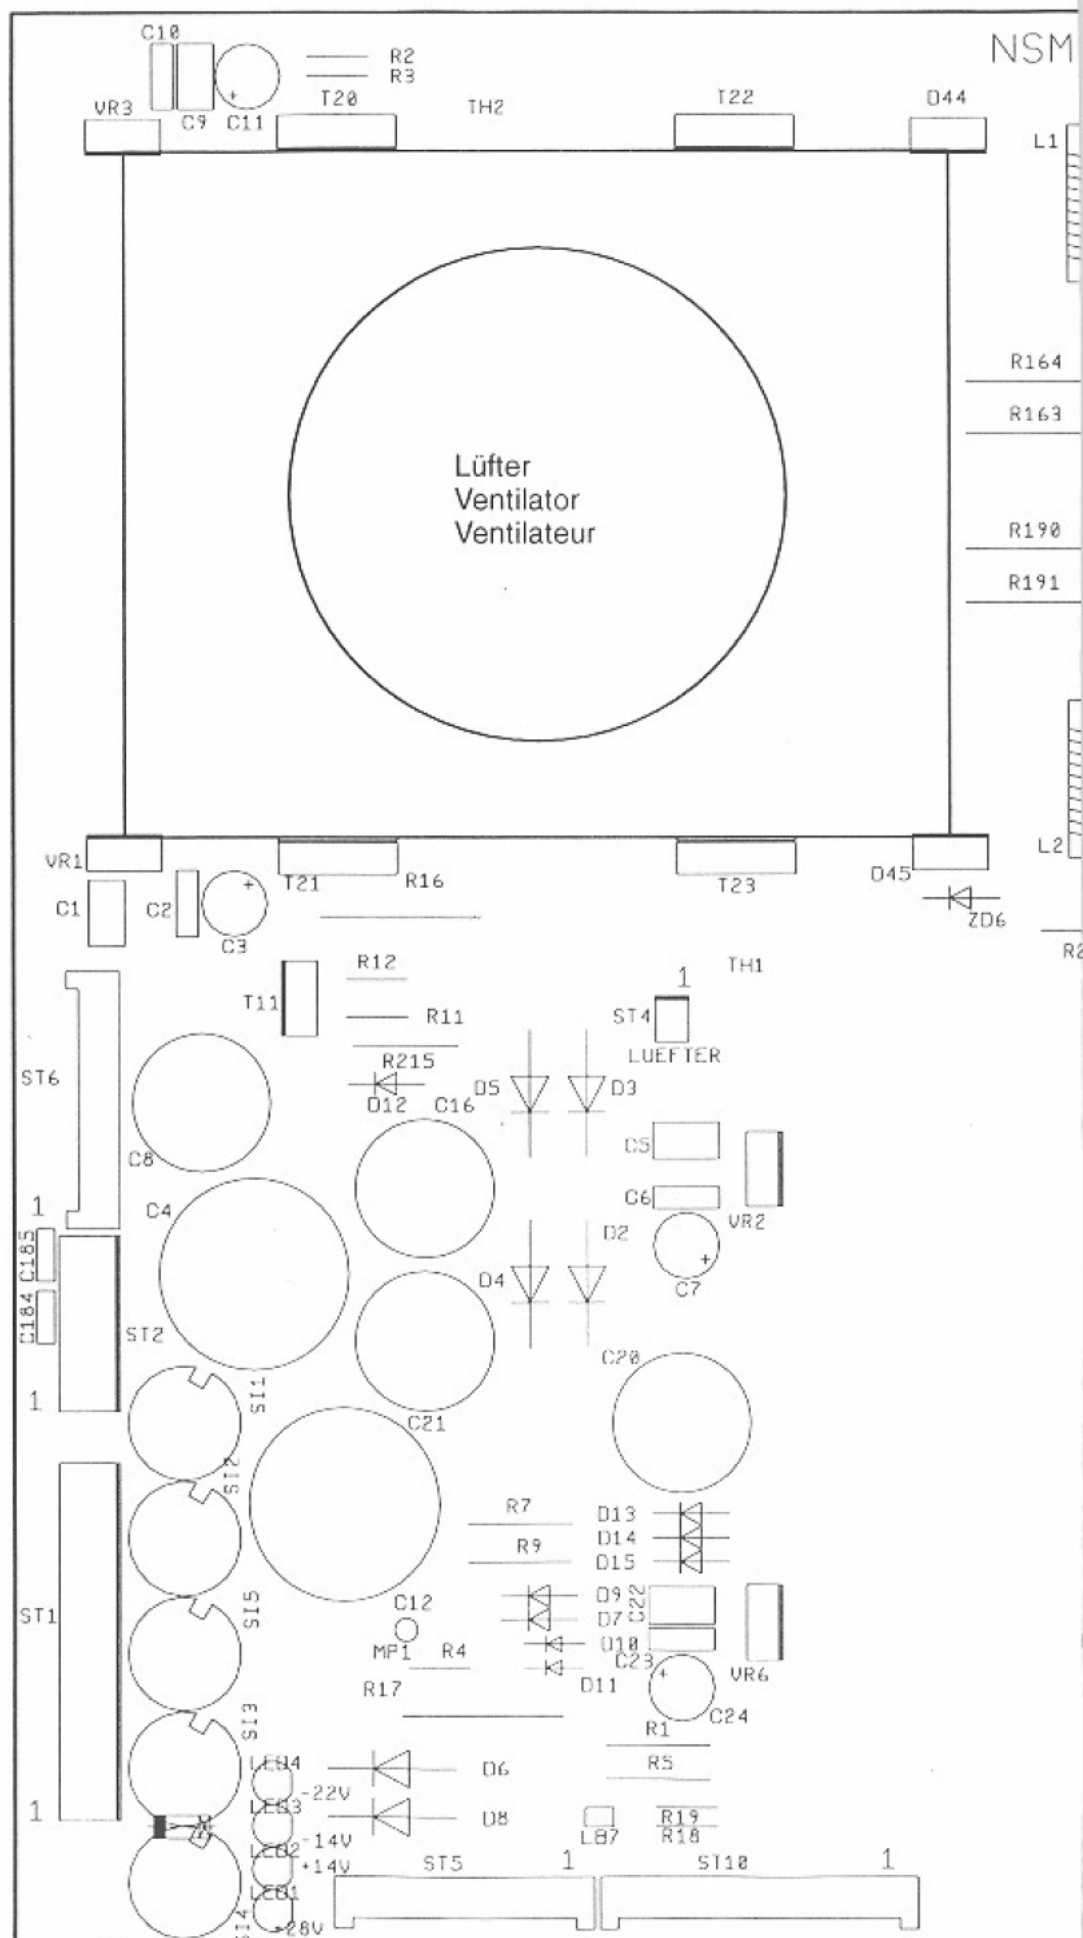 C10
R2
NSM
R3
VR3
C9
C11
T20
TH2
T22
D44
L1
R164
R163
Lüfter
Ventilator
Ventilateur
R190
R191
VR1
L2
T21
R16
T23
D45
C1
C2
C3
ZD6
R12
TH1
1
T11
R11
ST4
LUEFTER
R215
ST6
D12
C16
D5
D3
C5
C8
C6
1
C4
VR2
D2
C185
D4
C7
C184
ST2
C20
1
SI1
C21
SI2
R7
D13
D14
R9
D15
D9
C22
D7
ST1
SI5
C12
MP1
R4
D10
C23
D11
VR6
R17
C24
SI3
R1
LED4
D6
R5
-22V
LED3
1
D8
LB7
R19
R18
-14V
LED2
+14V
ST5
1
ST10
1
LED1
SI4
+28V